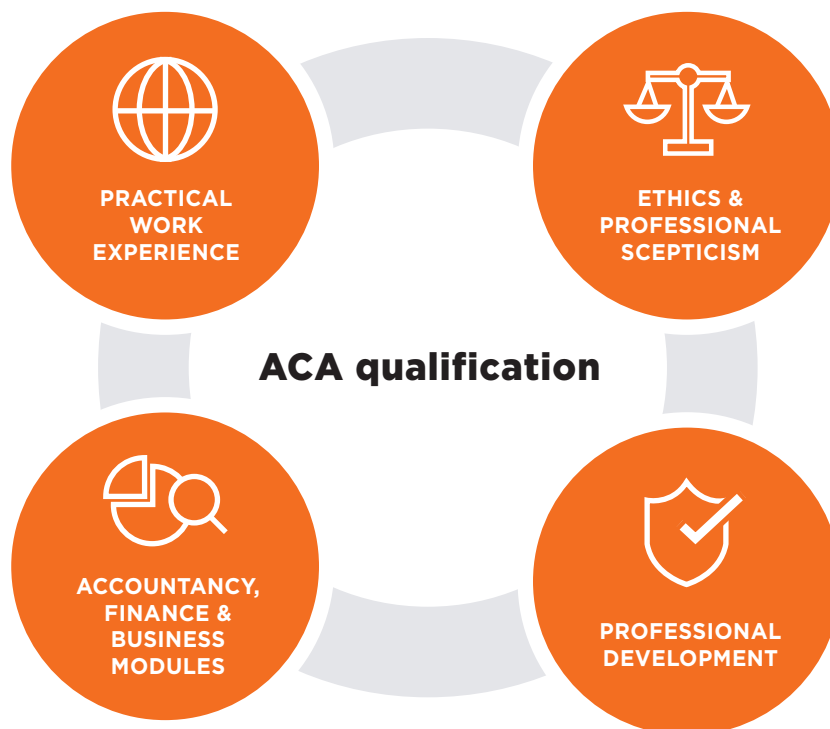 PRACTICAL
WORK
EXPERIENCE
ETHICS &
PROFESSIONAL
SCEPTICISM
ACA qualification
ACCOUNTANCY,
FINANCE &
BUSINESS
MODULES
PROFESSIONAL
DEVELOPMENT